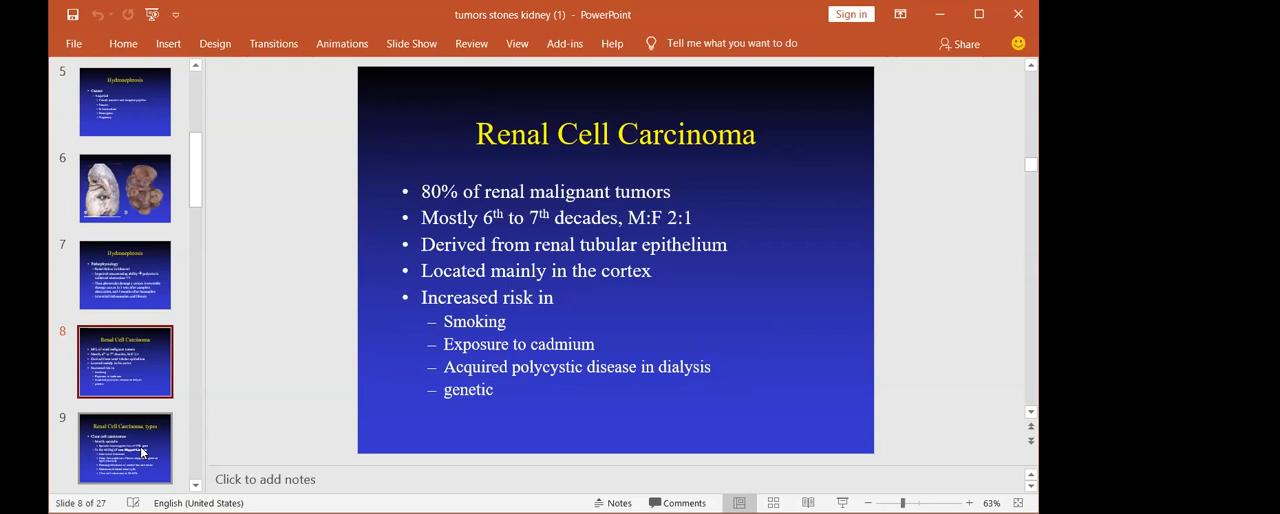 tumors stones kidney (1) - PowerPoint
Sign in
File Home Insert Design Transitions Animations Slide Show Review View Add-ins Help Tell me what you want to do Share
5
Hydronephrosis
6
7
Hydronephrosis
8
Renal Cell Carcinoma
9
Renal Cell Carcinoma, types
Renal Cell Carcinoma
• 80% of renal malignant tumors
• Mostly 6th to 7th decades, M:F 2:1
• Derived from renal tubular epithelium
• Located mainly in the cortex
• Increased risk in
– Smoking
– Exposure to cadmium
– Acquired polycystic disease in dialysis
– genetic
Click to add notes
Slide 8 of 27 English (United States) Notes Comments 63%